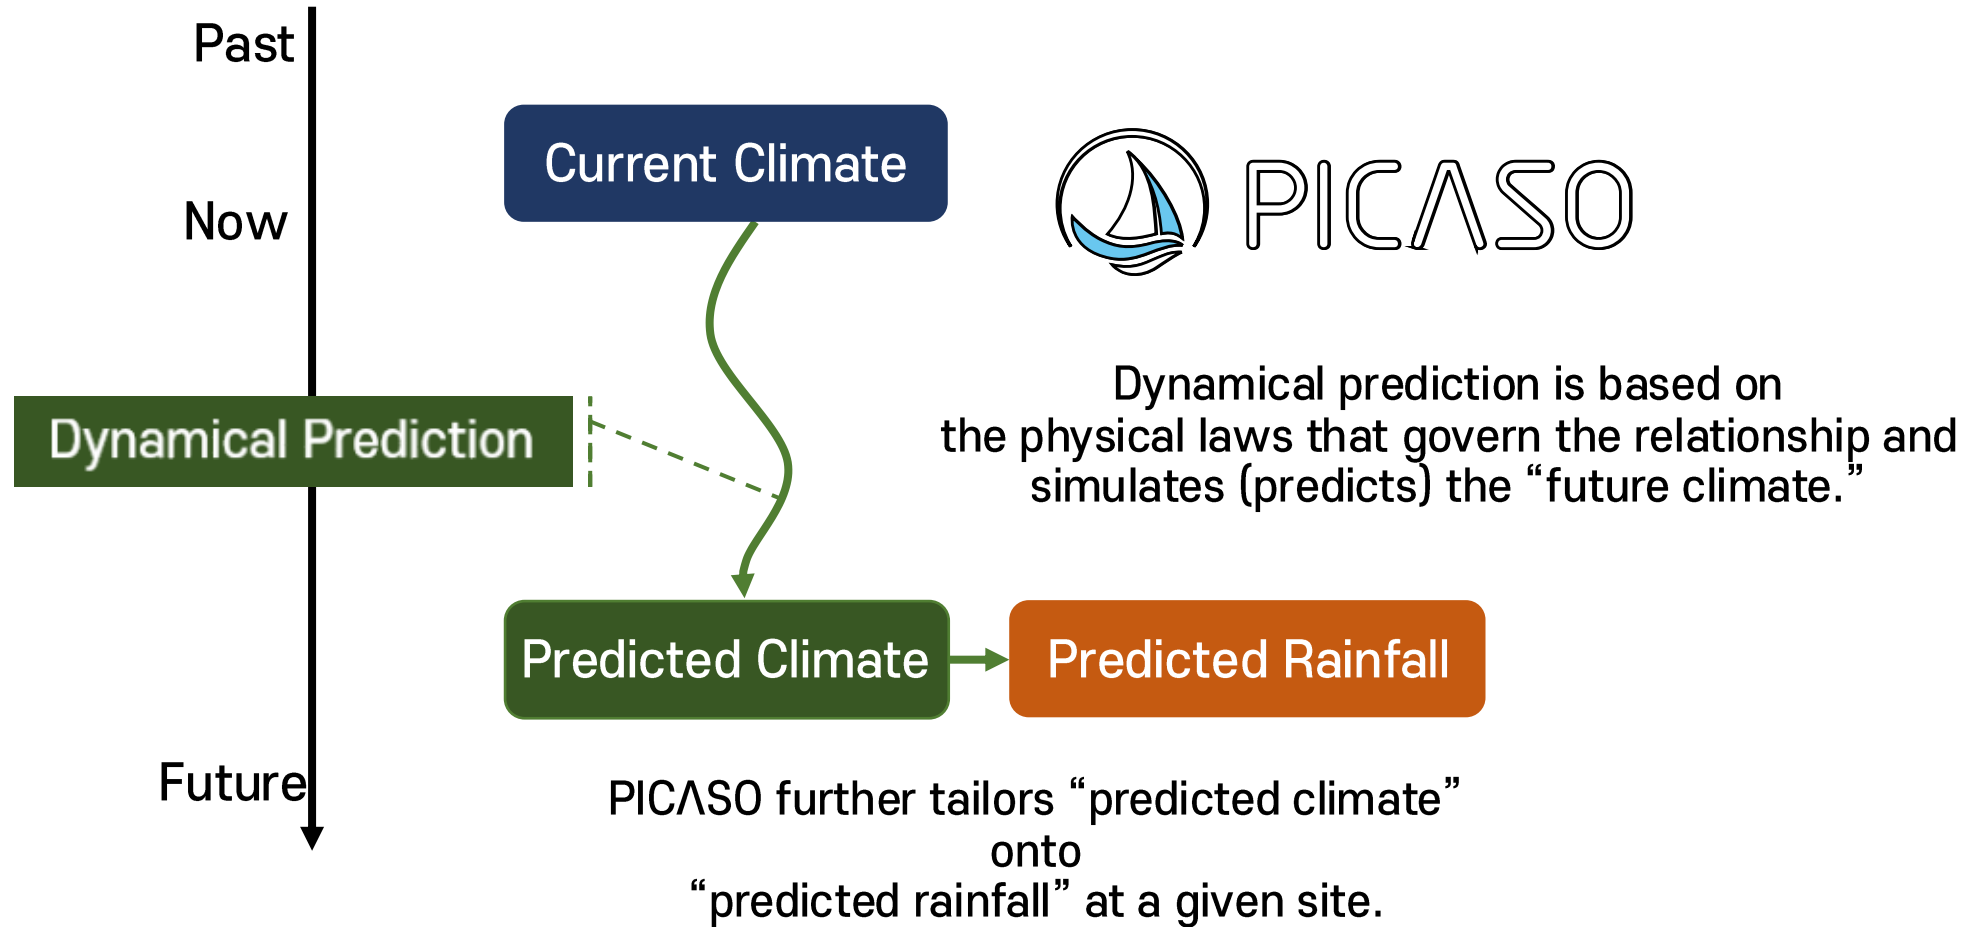 Past
Current Climate
PICASO
Now
Dynamical prediction is based on
the physical laws that govern the relationship and
simulates (predicts) the “future climate.”
Dynamical Prediction
Predicted Climate
Predicted Rainfall
Future
PICΛSO further tailors “predicted climate”
onto
“predicted rainfall” at a given site.